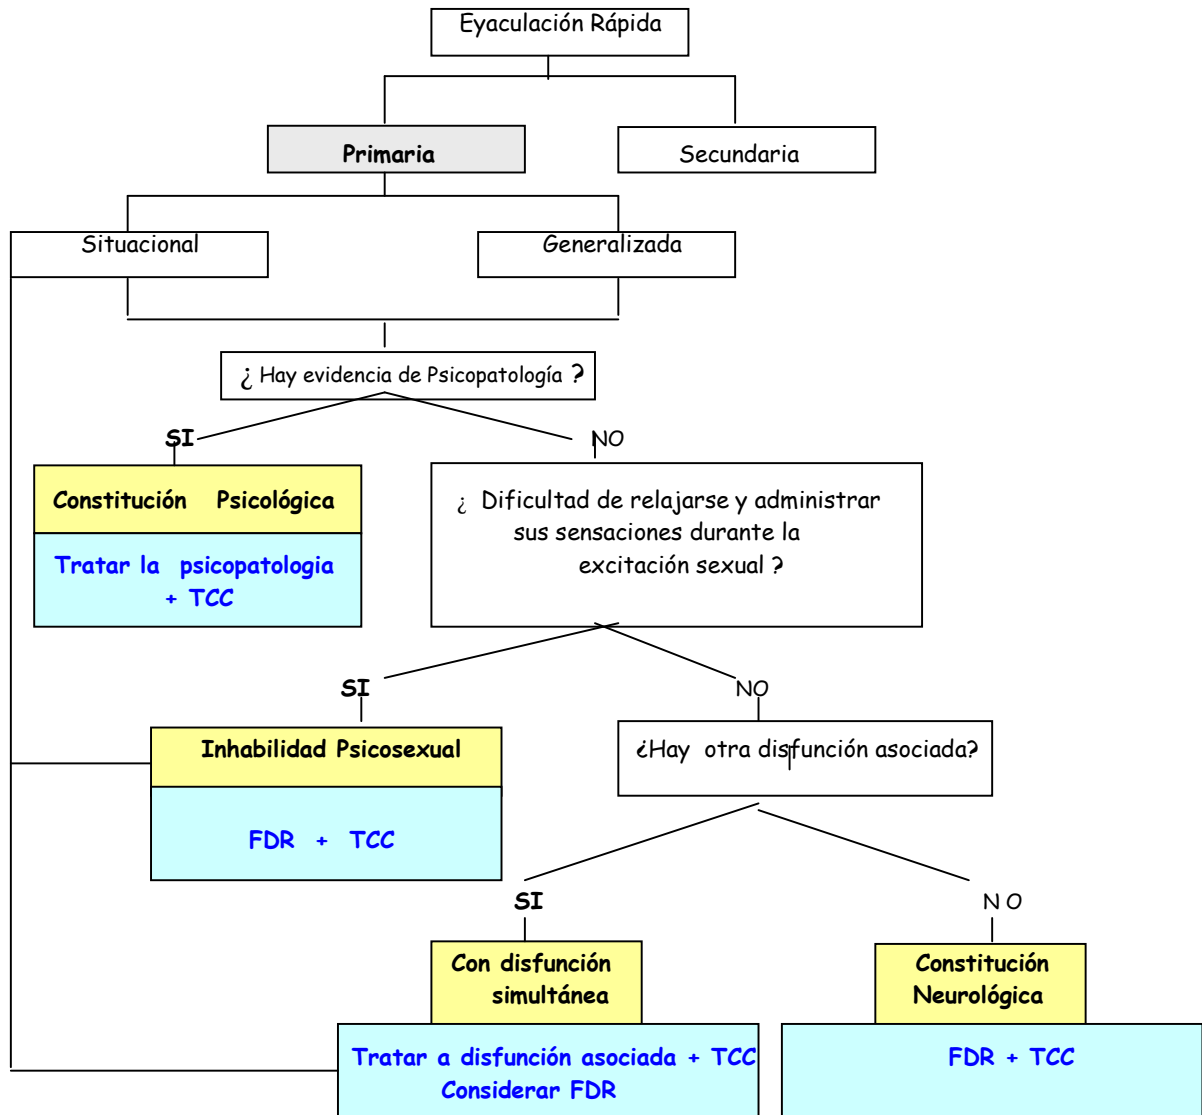 Eyaculación Rápida
Primaria
Secundaria
Situacional
Generalizada
¿ Hay evidencia de Psicopatología ?
SI
NO
Constitución Psicológica
¿ Dificultad de relajarse y administrar
sus sensaciones durante la
excitación sexual ?
Tratar la psicopatologia
+ TCC
SI
NO
Inhabilidad Psicosexual
¿Hay otra disfunción asociada?
FDR + TCC
SI
N O
Con disfunción
simultánea
Constitución
Neurológica
Tratar a disfunción asociada + TCC
Considerar FDR
FDR + TCC